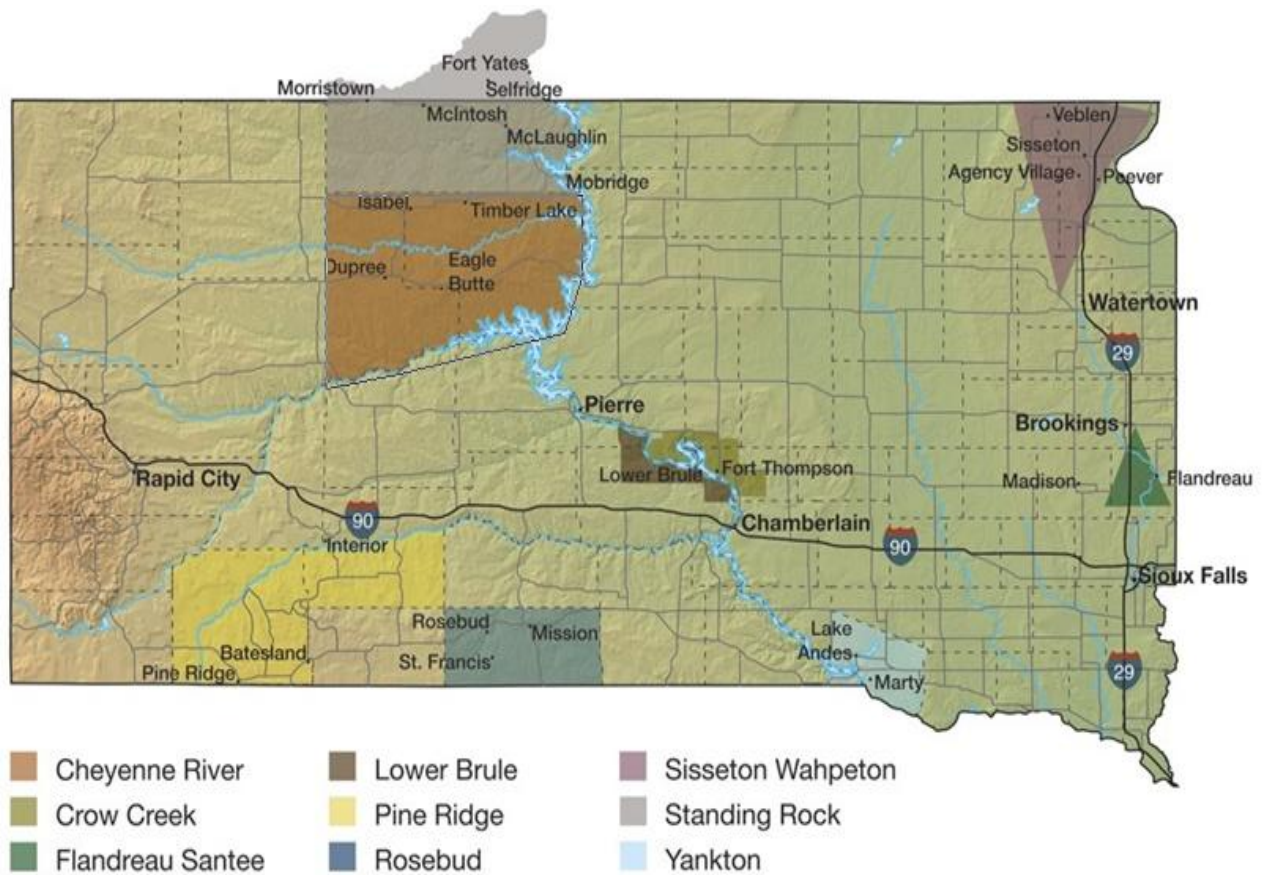 Fort Yates
Morristown
Selfridge
McIntosh
McLaughlin
Mobridge
Veblen
Sisseton
Agency Village
Peever
Isabel
Timber Lake
Dupree
Eagle
Butte
Watertown
29
Pierre
Brookings
Lower Brule
Fort Thompson
Rapid City
Madison
Flandreau
90
Chamberlain
Interior
90
Sioux Falls
Rosebud
Mission
Lake
Andes
St. Francis
Batesland
Pine Ridge
Marty
29
Cheyenne River
Lower Brule
Sisseton Wahpeton
Crow Creek
Pine Ridge
Standing Rock
Flandreau Santee
Rosebud
Yankton